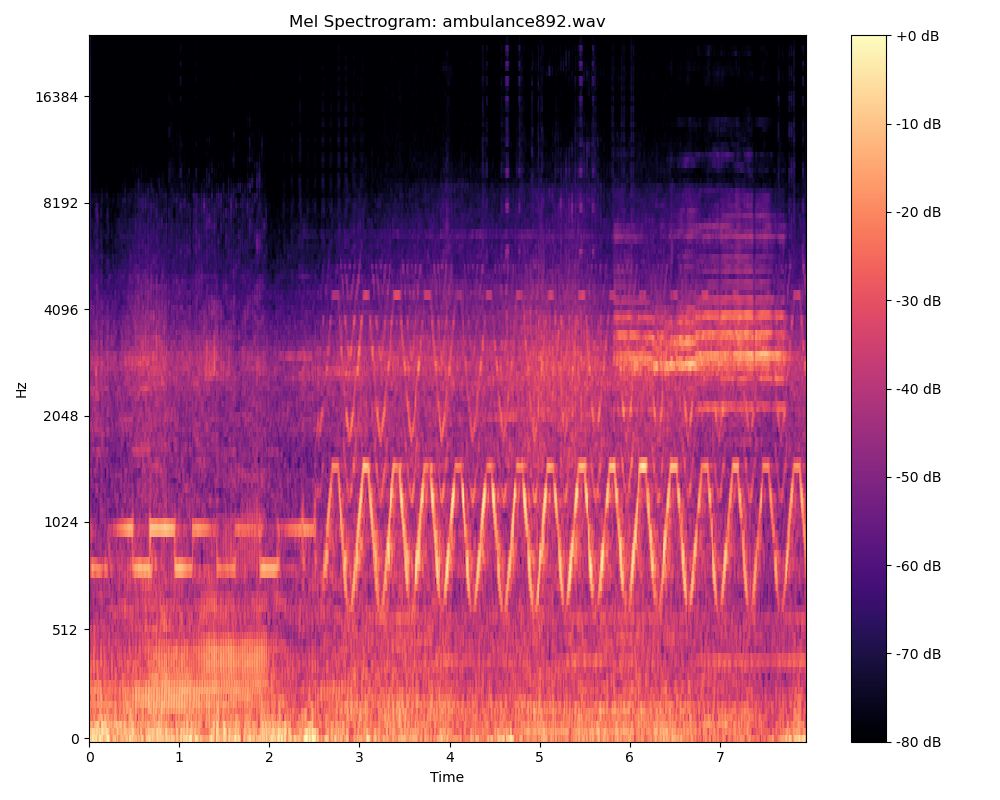 Mel Spectrogram: ambulance892.wav
+0 dB
16384
-10 dB
-20 dB
8192
-30 dB
4096
Hz
-40 dB
2048
-50 dB
1024
-60 dB
512
-70 dB
0
-80 dB
0 1 2 3 4 5 6 7
Time